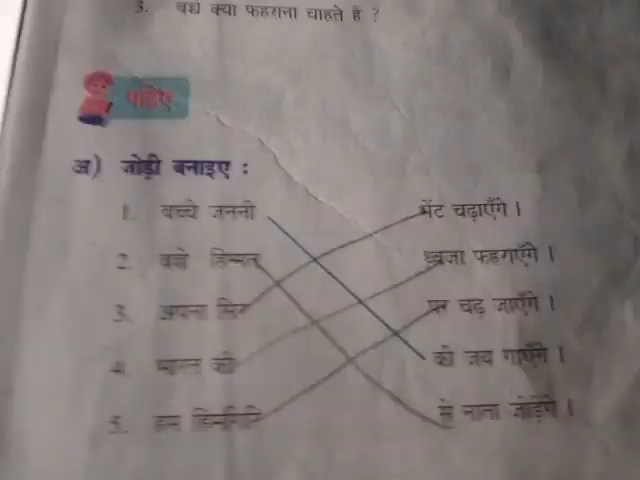 3. बच्चे क्या फहराना चाहते है ?
पढिए
अ) जोड़ी बनाइए :
1. बच्चे जननी
भेंट चढ़ाएँगे ।
2. बच्चे हिम्मत
ध्वजा फहराएँगे ।
3. अपना सिर
पर चढ़ जाएँगे ।
4. भारत की
की जय गाएँगे ।
5. हम हिमगिरि
से नाता जोड़ेंगे ।